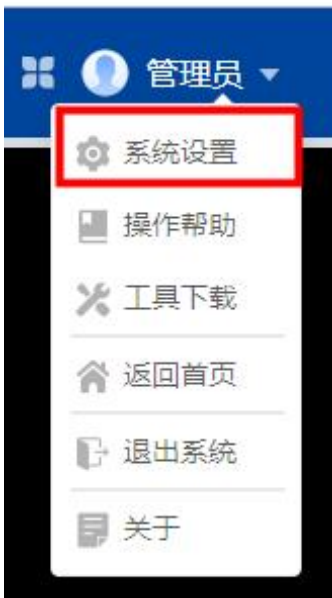 管理员
系统设置
操作帮助
工具下载
返回首页
退出系统
关于